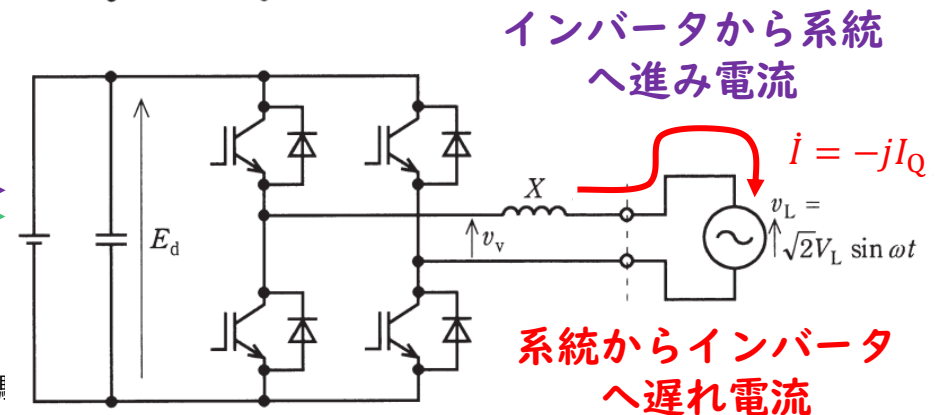 インバータから系統
へ進み電流
İ = −jI_Q
X
v_L =
√2V_L sin ωt
E_d
v_v
系統からインバータ
へ遅れ電流